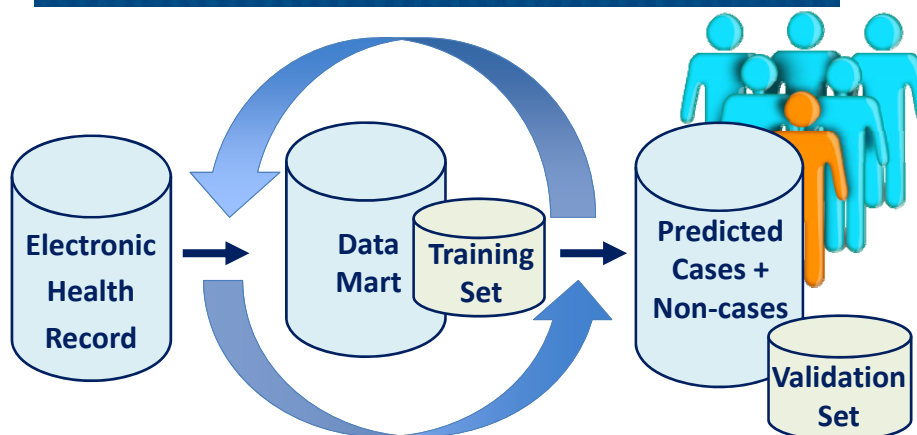 Electronic
Health
Record
Data
Mart
Training
Set
Predicted
Cases +
Non-cases
Validation
Set